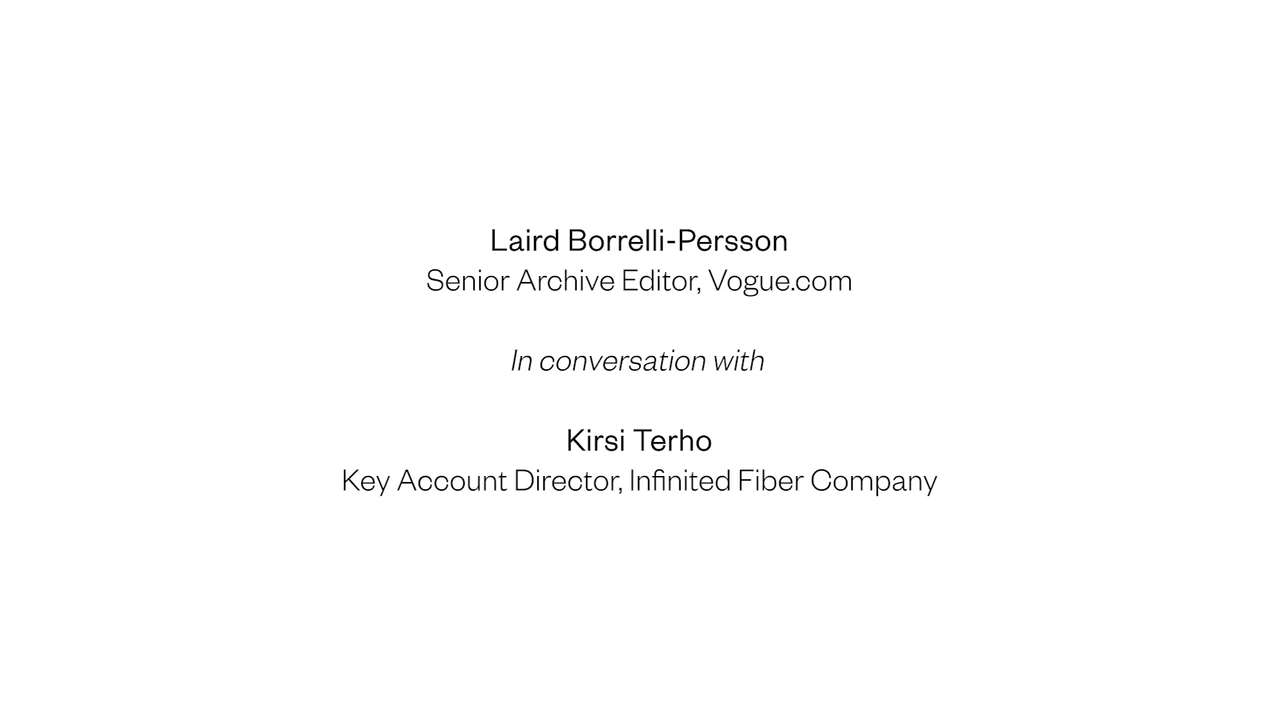 Laird Borrelli-Persson
Senior Archive Editor, Vogue.com
In conversation with
Kirsi Terho
Key Account Director, Infinited Fiber Company